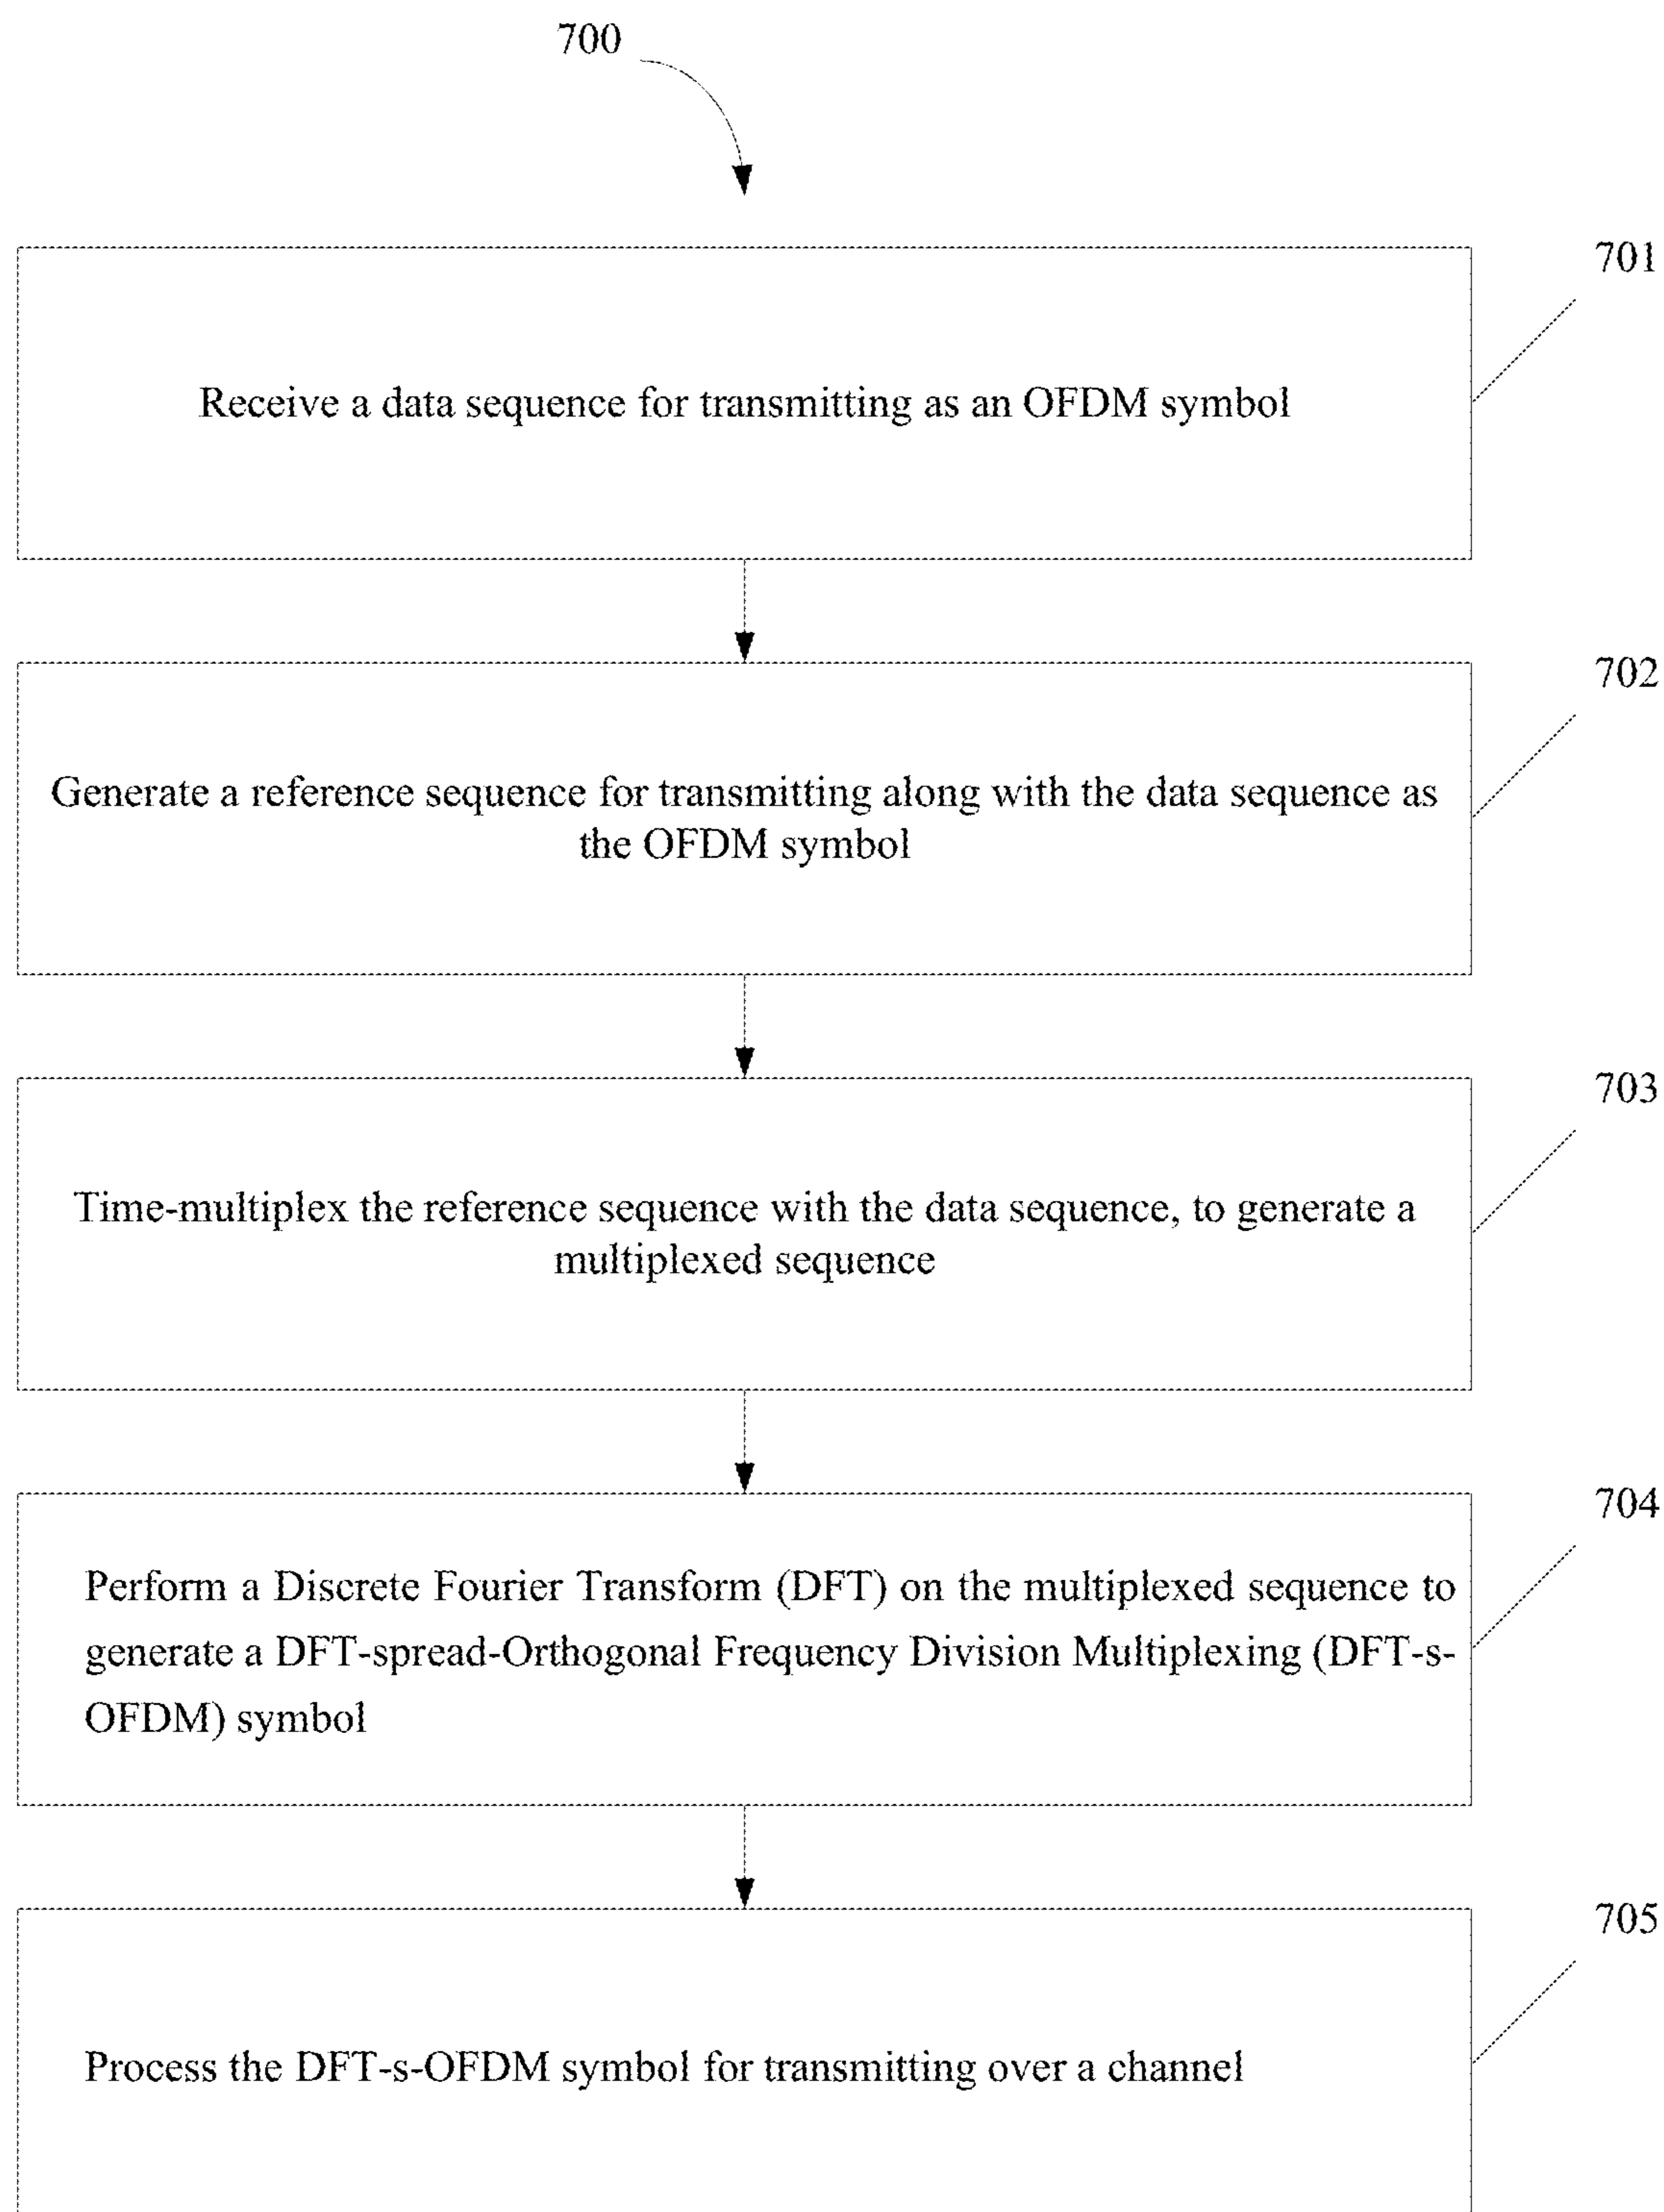 700
701
Receive a data sequence for transmitting as an OFDM symbol
702
Generate a reference sequence for transmitting along with the data sequence as
the OFDM symbol
703
Time-multiplex the reference sequence with the data sequence, to generate a
multiplexed sequence
704
Perform a Discrete Fourier Transform (DFT) on the multiplexed sequence to
generate a DFT-spread-Orthogonal Frequency Division Multiplexing (DFT-s-
OFDM) symbol
705
Process the DFT-s-OFDM symbol for transmitting over a channel